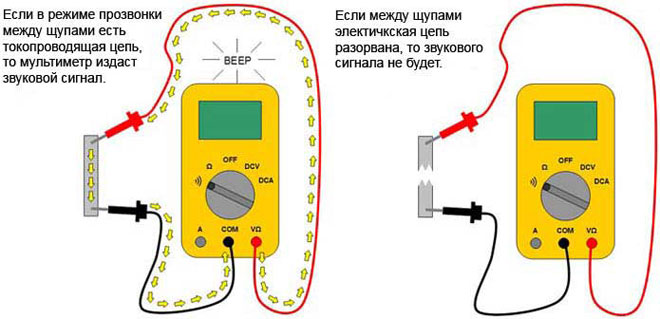 Если в режиме прозвонки
между щупами есть
токопроводящая цепь,
то мультиметр издаст
звуковой сигнал.
BEEP
OFF
Ω
DCV
DCA
A
COM
VΩ
Если между щупами
электичкская цепь
разорвана, то звукового
сигнала не будет.
OFF
Ω
DCV
DCA
A
COM
VΩ